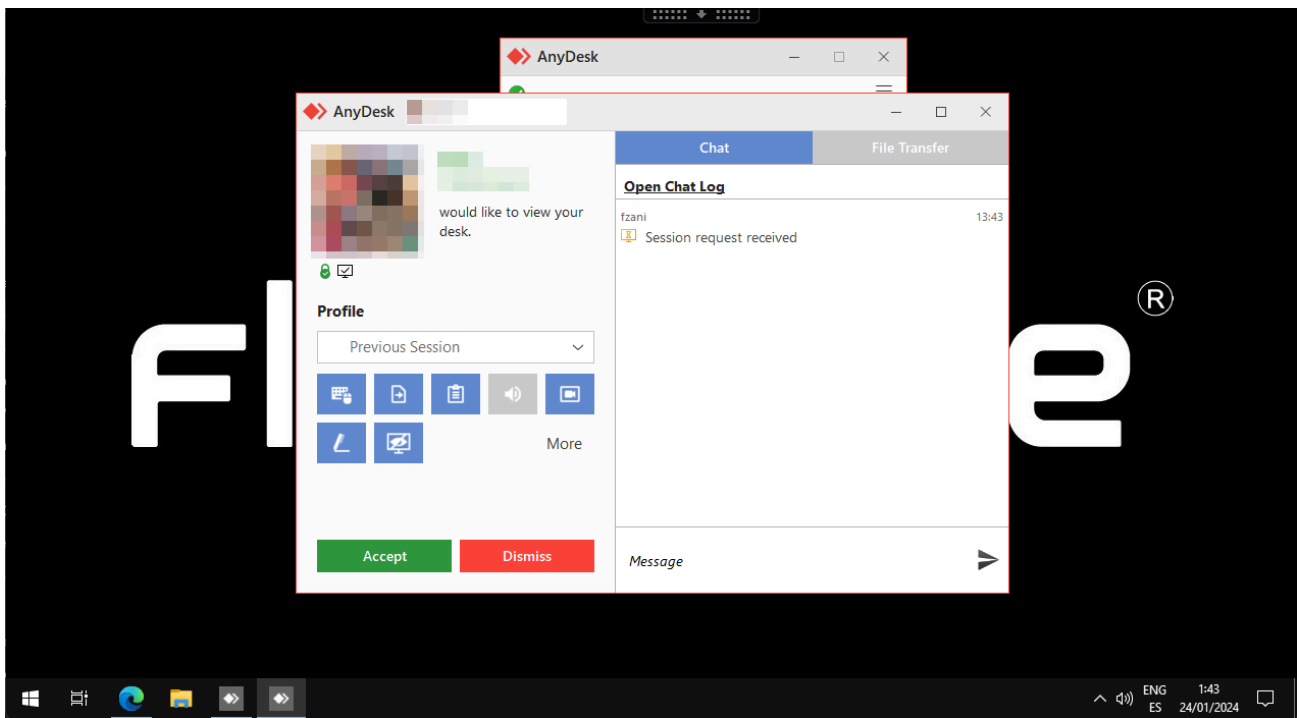 AnyDesk
AnyDesk
would like to view your
desk.
Profile
Previous Session
More
Accept
Dismiss
Chat
File Transfer
Open Chat Log
fzani
13:43
Session request received
Message
Fl
e
®
ENG
ES
1:43
24/01/2024